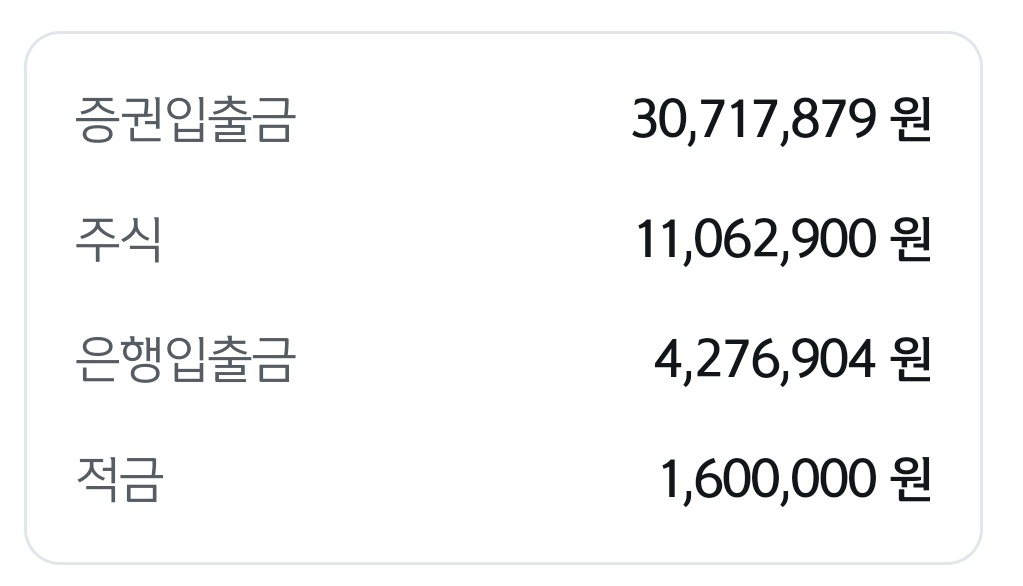 증권입출금 30,717,879 원
주식 11,062,900 원
은행입출금 4,276,904 원
적금 1,600,000 원